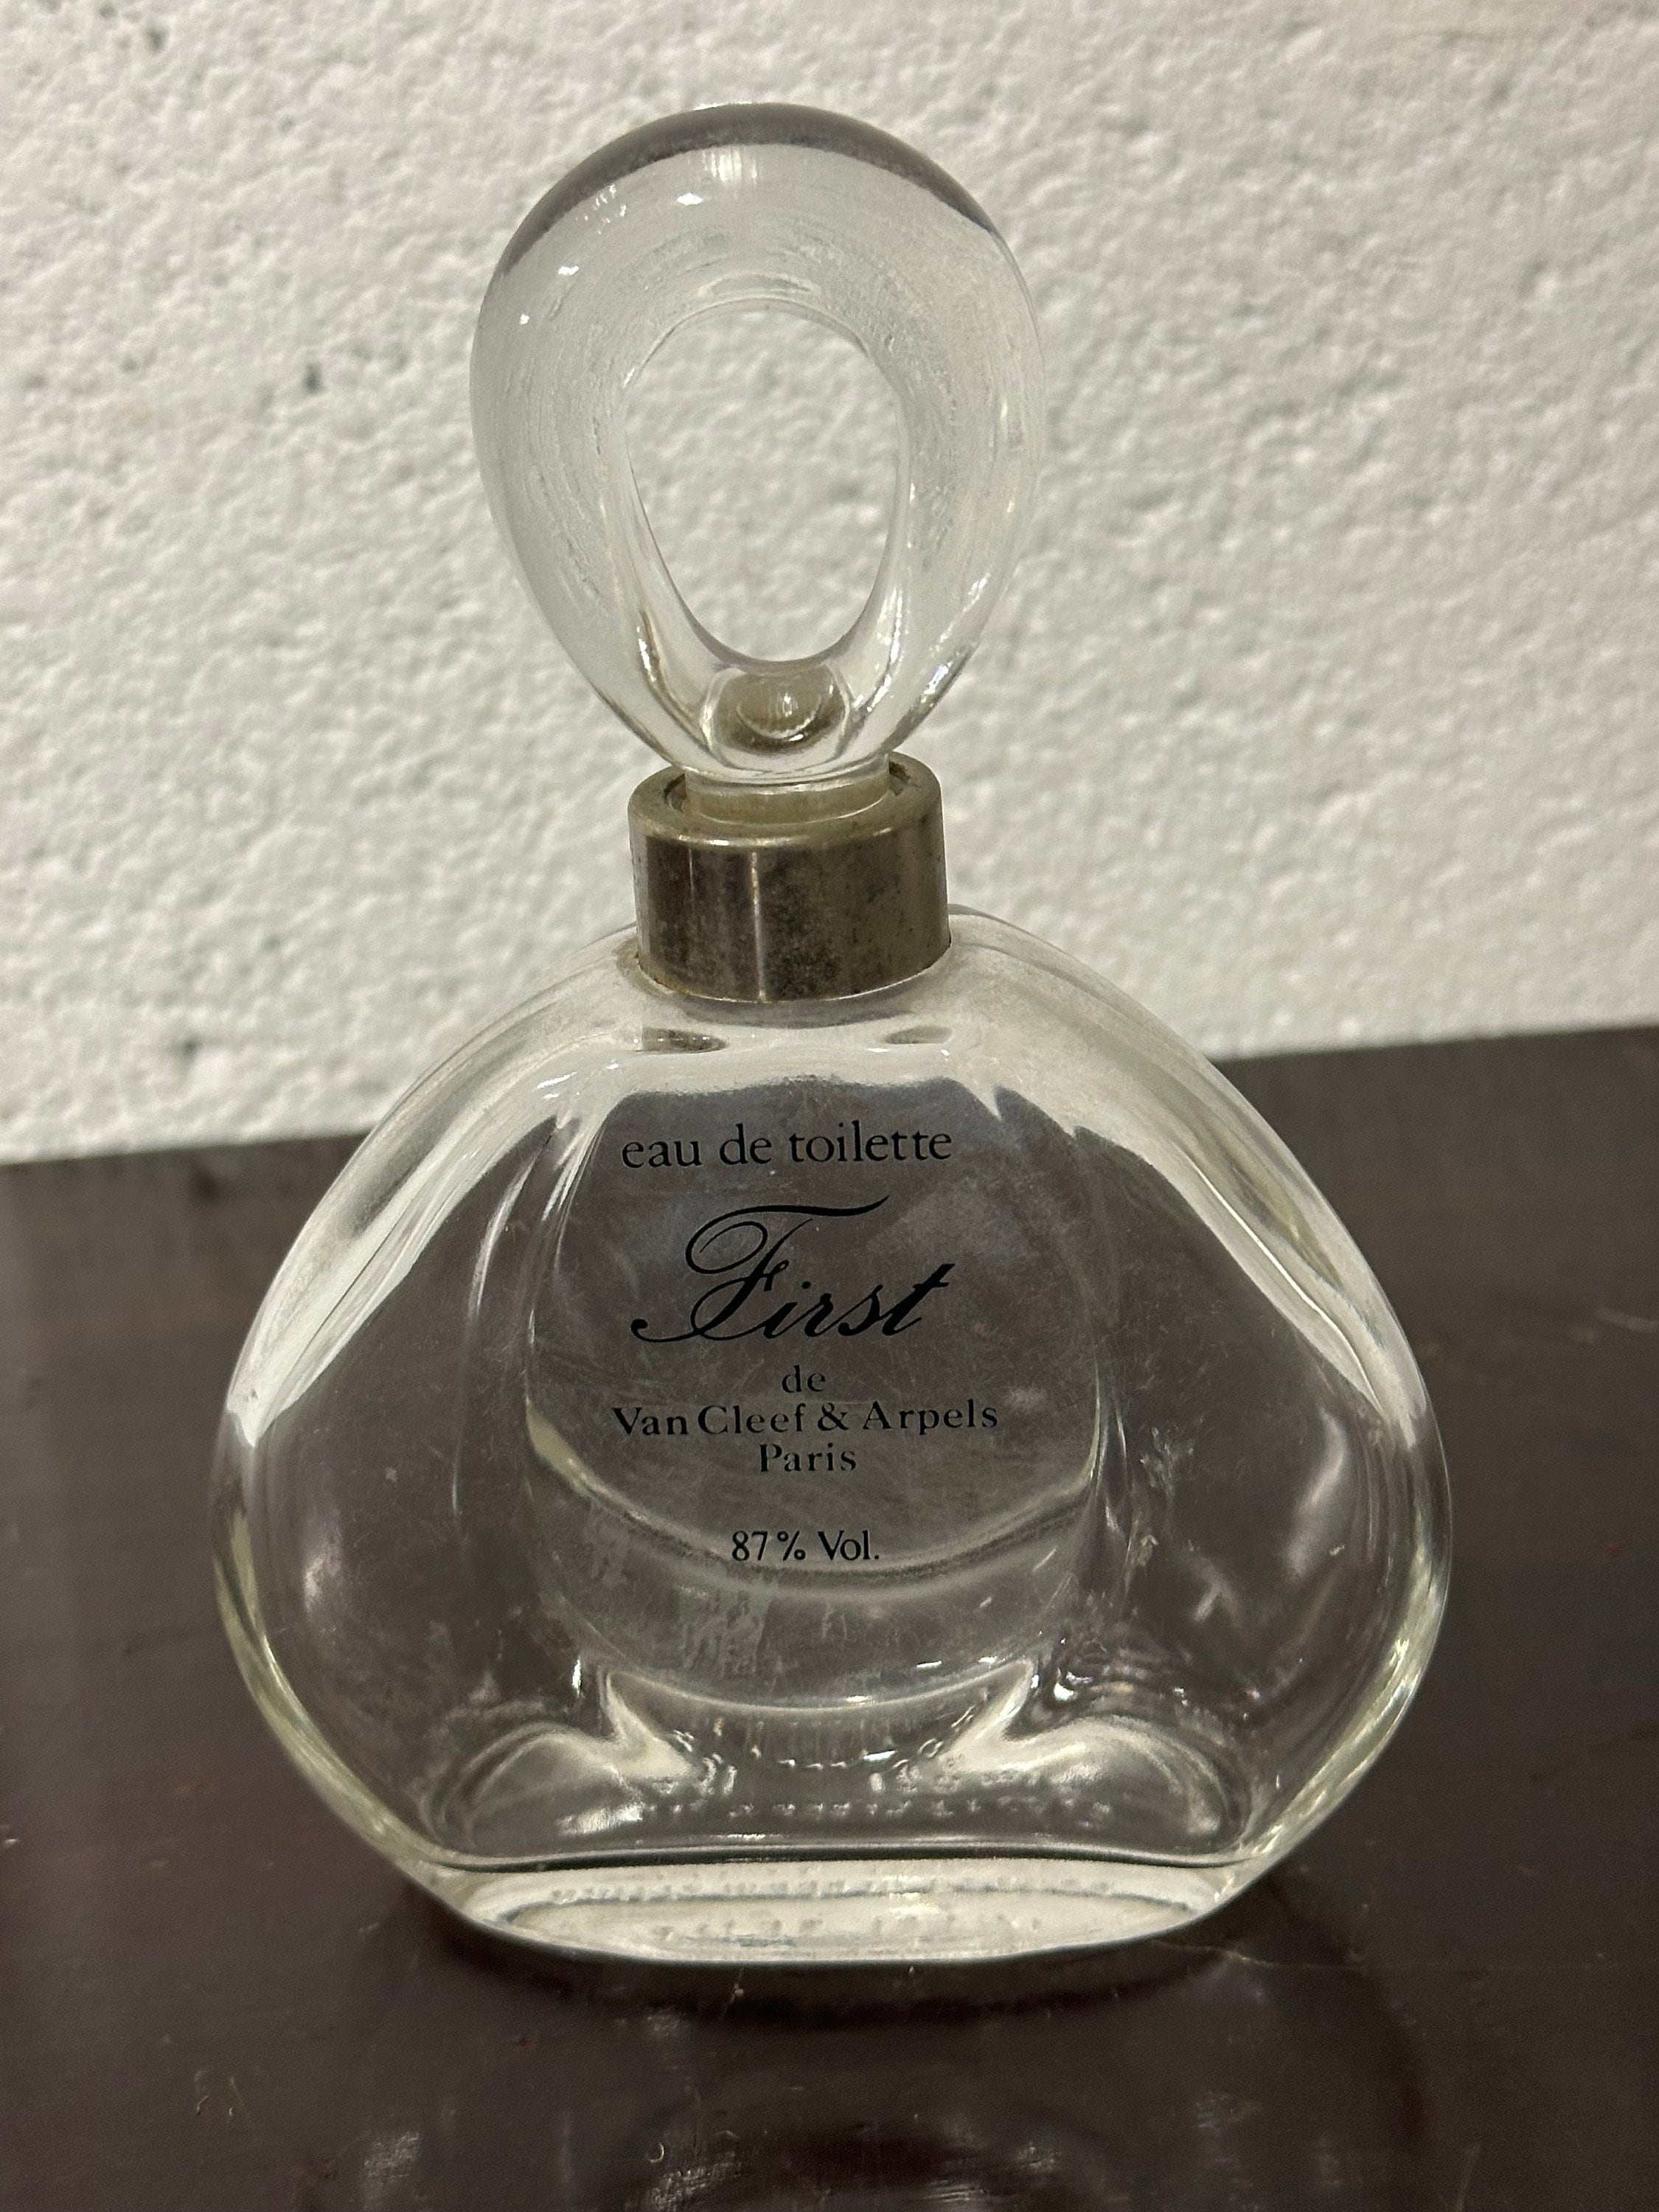 eau de toilette
First
de
Van Cleef & Arpels
Paris
87% Vol.